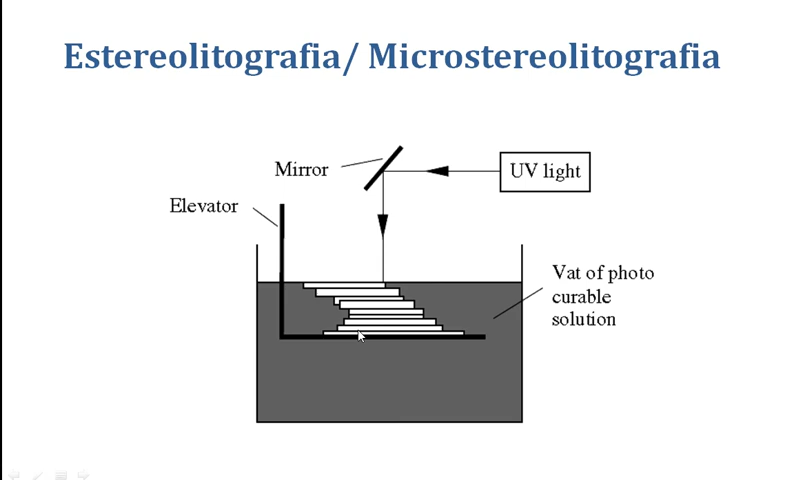 Estereolitografia/ Microstereolitografia
Mirror
UV light
Elevator
Vat of photo
curable
solution